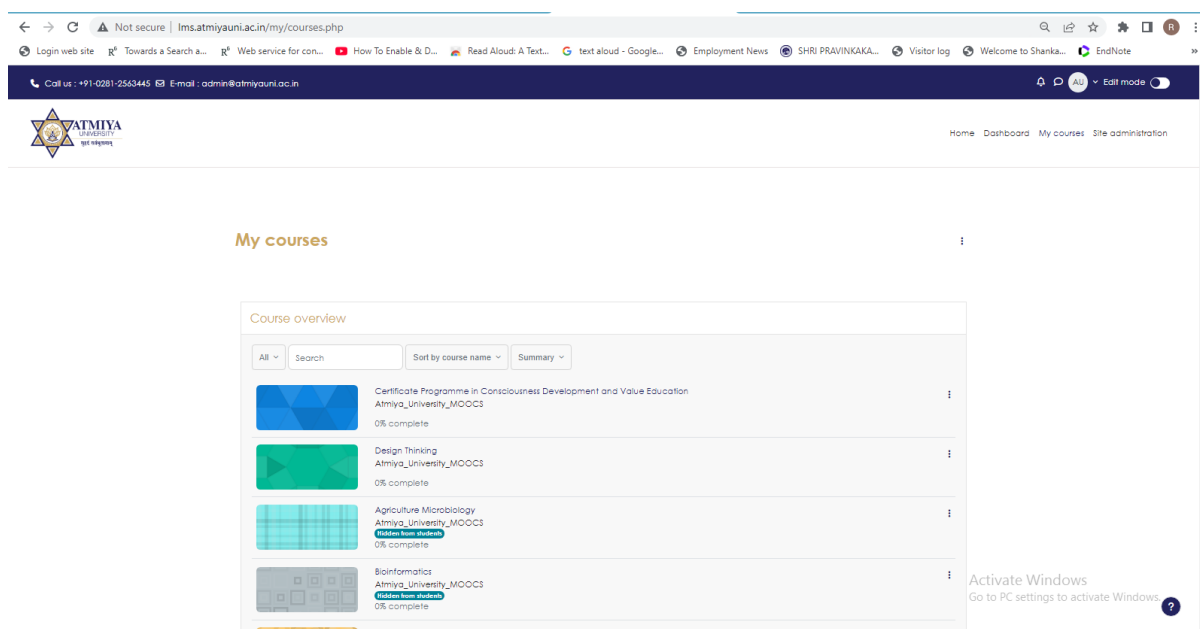 Not secure | lms.atmiyauni.ac.in/my/courses.php
R
Login web site
Towards a Search a...
Web service for con...
How To Enable & D...
Read Aloud: A Text...
text aloud - Google...
Employment News
SHRI PRAVINKAKA...
Visitor log
Welcome to Shanka...
EndNote
»
Call us : +91-0281-2563445 E-mail : admin@atmiyauni.ac.in
AU
Edit mode
ATMIYA
UNIVERSITY
Home Dashboard My courses Site administration
My courses
Course overview
All
Search
Sort by course name
Summary
Certificate Programme in Consciousness Development and Value Education
Atmiya_University_MOOCS
0% complete
Design Thinking
Atmiya_University_MOOCS
0% complete
Agriculture Microbiology
Atmiya_University_MOOCS
Hidden from students
0% complete
Bioinformatics
Atmiya_University_MOOCS
Hidden from students
0% complete
Activate Windows
Go to PC settings to activate Windows.
?